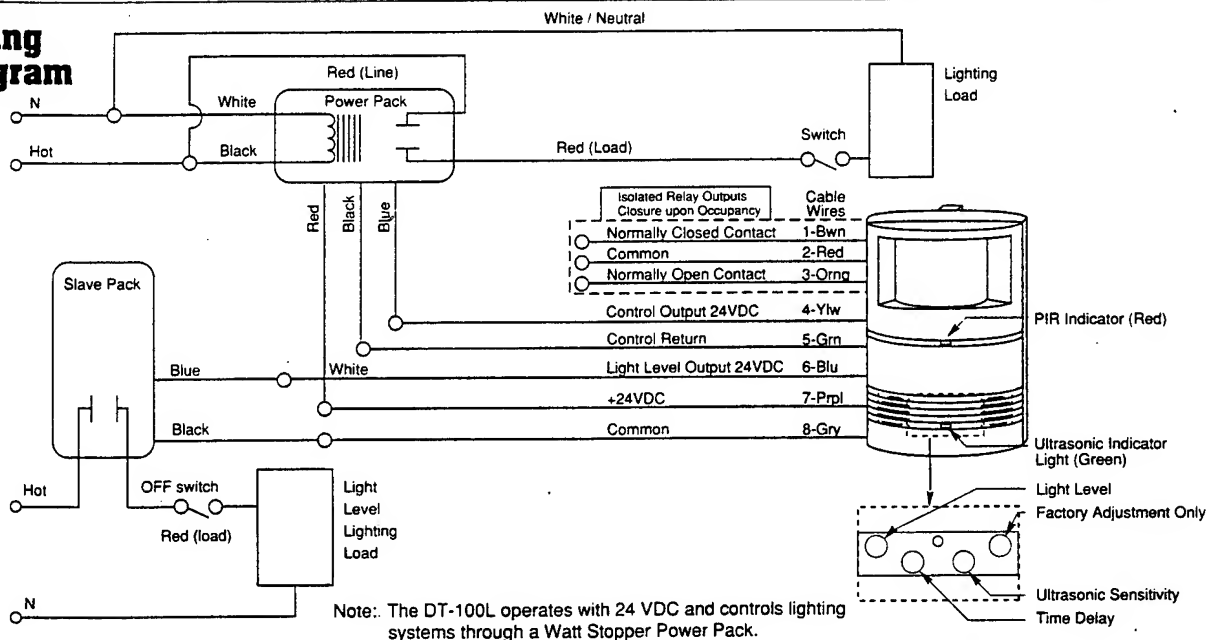 White / Neutral
Red (Line)
N
White
Power Pack
Lighting
Load
Hot
Black
Red (Load)
Switch
Red
Black
Blue
Isolated Relay Outputs
Closure upon Occupancy
Cable
Wires
Normally Closed Contact 1-Bwn
Common 2-Red
Normally Open Contact 3-Orng
Slave Pack
Control Output 24VDC 4-Ylw
PIR Indicator (Red)
Control Return 5-Grn
Blue
White
Light Level Output 24VDC 6-Blu
+24VDC 7-Prpl
Black
Common 8-Gry
Ultrasonic Indicator
Light (Green)
Hot
OFF switch
Red (load)
Light
Level
Lighting
Load
Light Level
Factory Adjustment Only
Ultrasonic Sensitivity
Time Delay
N
Note:. The DT-100L operates with 24 VDC and controls lighting
systems through a Watt Stopper Power Pack.